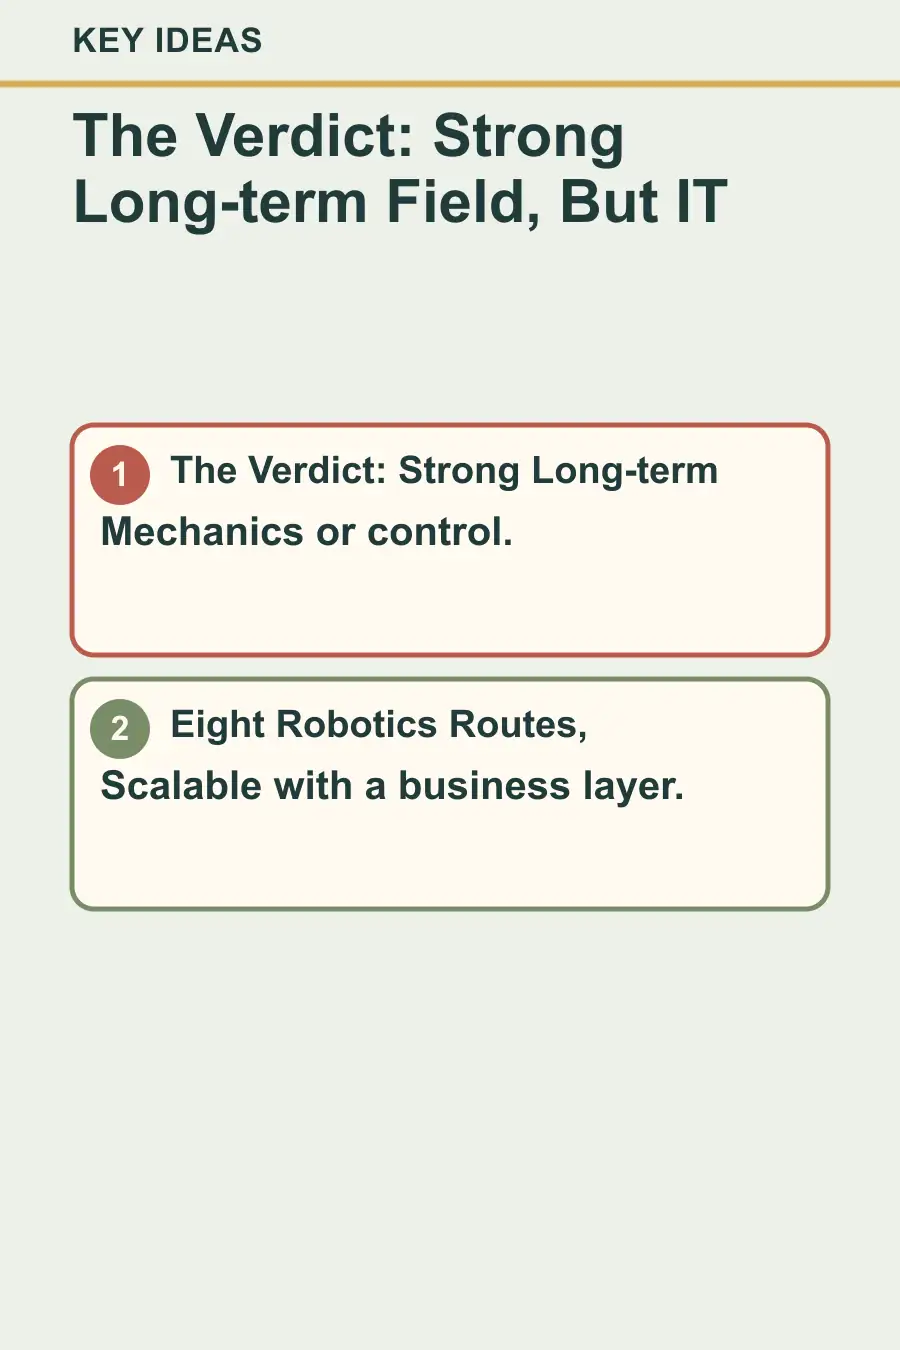 KEY IDEAS
The Verdict: Strong
Long-term Field, But IT
1 The Verdict: Strong Long-term
Mechanics or control.
2 Eight Robotics Routes,
Scalable with a business layer.